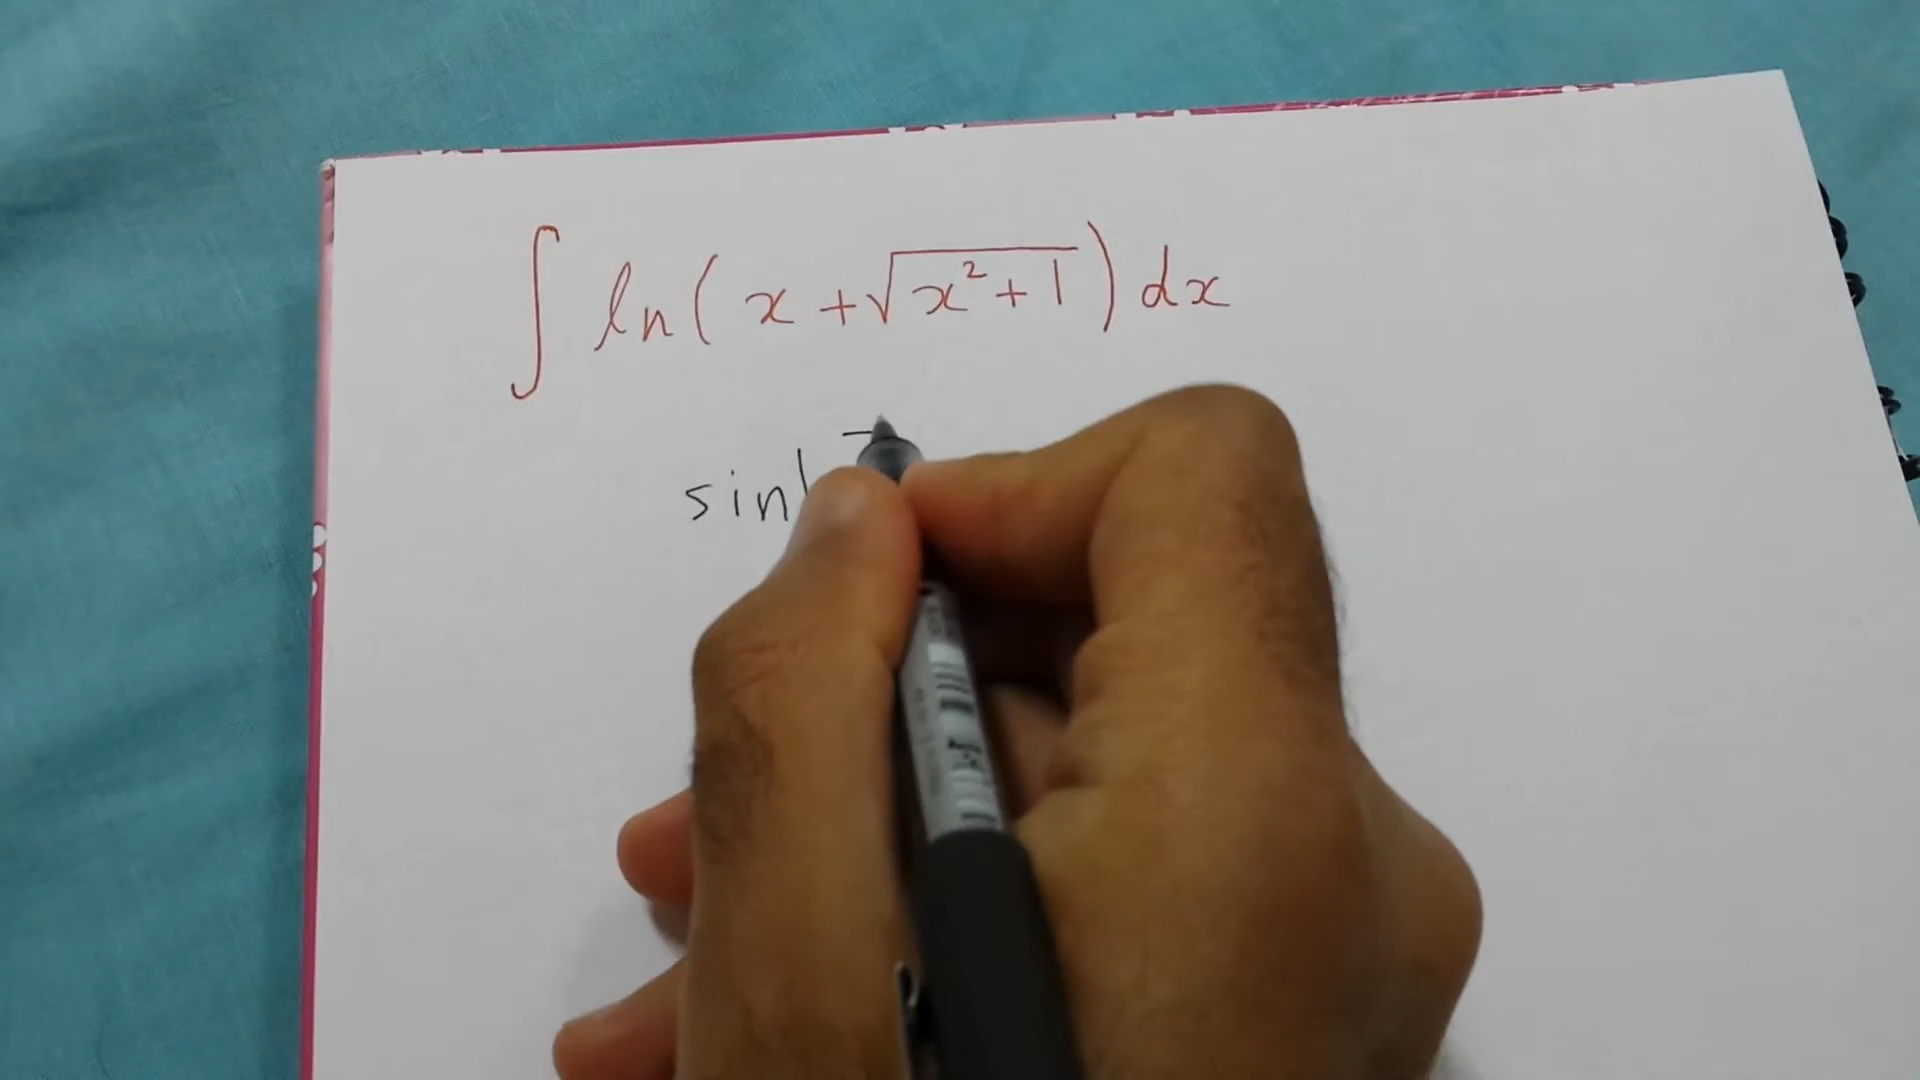 ∫ ln( x + √(x² + 1) ) dx
sinh⁻